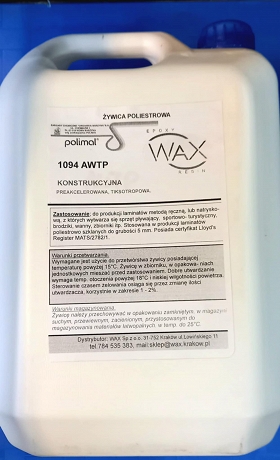 ŻYWICA POLIESTROWA
polimal®
EPOXY
WAX
RESIN
1094 AWTP
KONSTRUKCYJNA
PREAKCELEROWANA, TIKSOTROPOWA.
Zastosowanie: do produkcji laminatów metodą ręczną, lub natrysko-
wą, z których wytwarza się sprzęt pływający, sportowo- turystyczny,
brodziki, wanny, zbiorniki itp. Stosowana w produkcji laminatów
poliestrowo szklanych do grubości 5 mm. Posiada certyfikat Lloyd's
Register MATS/2782/1.
Warunki przetwarzania.
Wymagane jest użycie do przetwórstwa żywicy posiadającej
temperaturę powyżej 15°C. Żywicę w zbiorniku, w opakowa- niach
jednostkowych mieszać przed zastosowaniem. Dobre utwardzanie
wymaga temp. otoczenia powyżej 18°C i niskiej wilgotności powietrza.
Sterowanie czasem żelowania osiąga się przez zmianę ilości
utwardzacza, korzystnie w zakresie 1 - 2%.
Warunki magazynowania.
Żywicę należy przechowywać w opakowaniu zamkniętym, w magazynie
suchym, przewiewnym, zacienionym, przystosowanym do
magazynowania materiałów łatwopalnych, w temp. do 25°C.
Dystrybutor: WAX Sp.z o.o. 31-752 Kraków ul Łowińskiego 11
tel.784 535 383, mail:sklep@wax.krakow.pl